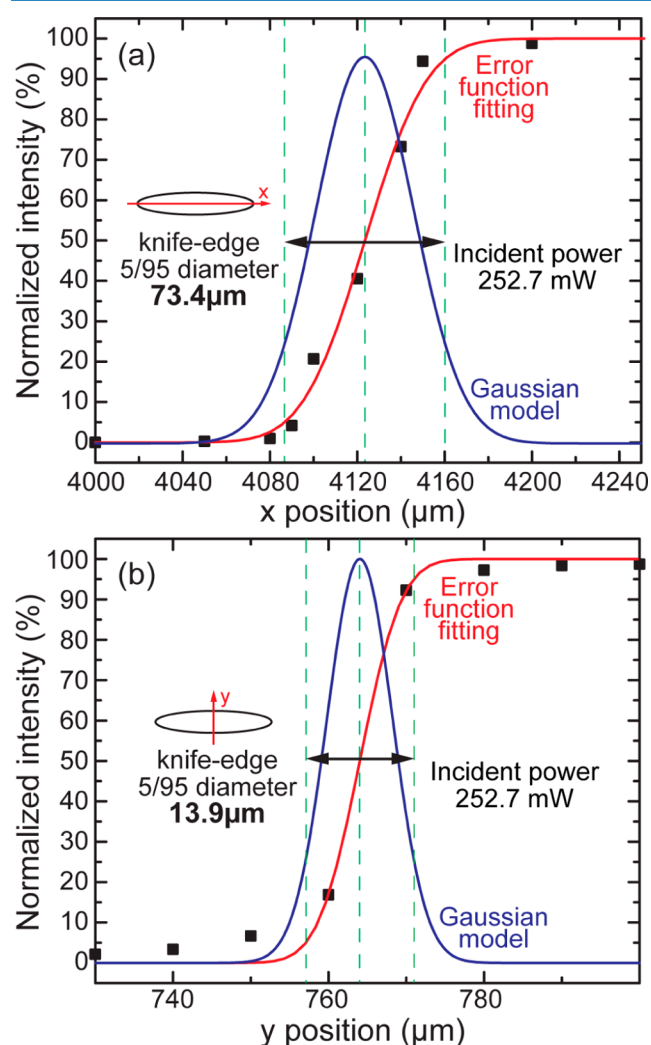 (a)
Normalized intensity (%)
100
90
80
70
60
50
40
30
20
10
0
Error
function
fitting
x
knife-edge
5/95 diameter
73.4µm
Incident power
252.7 mW
Gaussian
model
4000 4040 4080 4120 4160 4200 4240
x position (µm)
(b)
Normalized intensity (%)
100
90
80
70
60
50
40
30
20
10
0
Error
function
fitting
y
knife-edge
5/95 diameter
13.9µm
Incident power
252.7 mW
Gaussian
model
740 760 780
y position (µm)